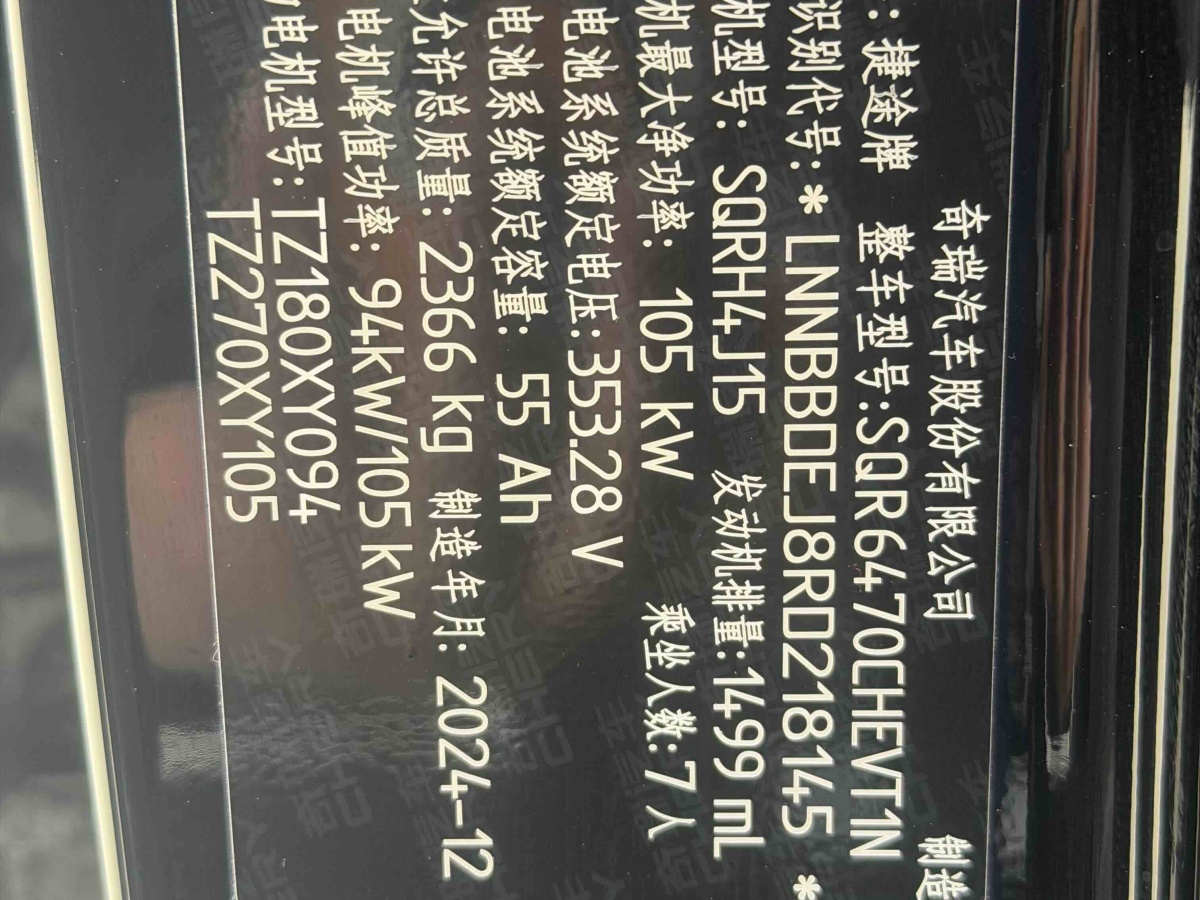 奇瑞汽车股份有限公司 制造
: 捷途牌 整车型号:SQR6470CHEVT1N
识别代号: * LNNBBDEJ8RD218145 *
机型号: SQRH4J15 发动机排量:1499 mL
机最大净功率: 105 kW 乘坐人数: 7 人
电池系统额定电压:353.28 V
电池系统额定容量: 55 Ah
允许总质量: 2366 kg 制造年月: 2024-12
电机峰值功率: 94kW/105kW
电机型号: TZ180XY094
TZ270XY105